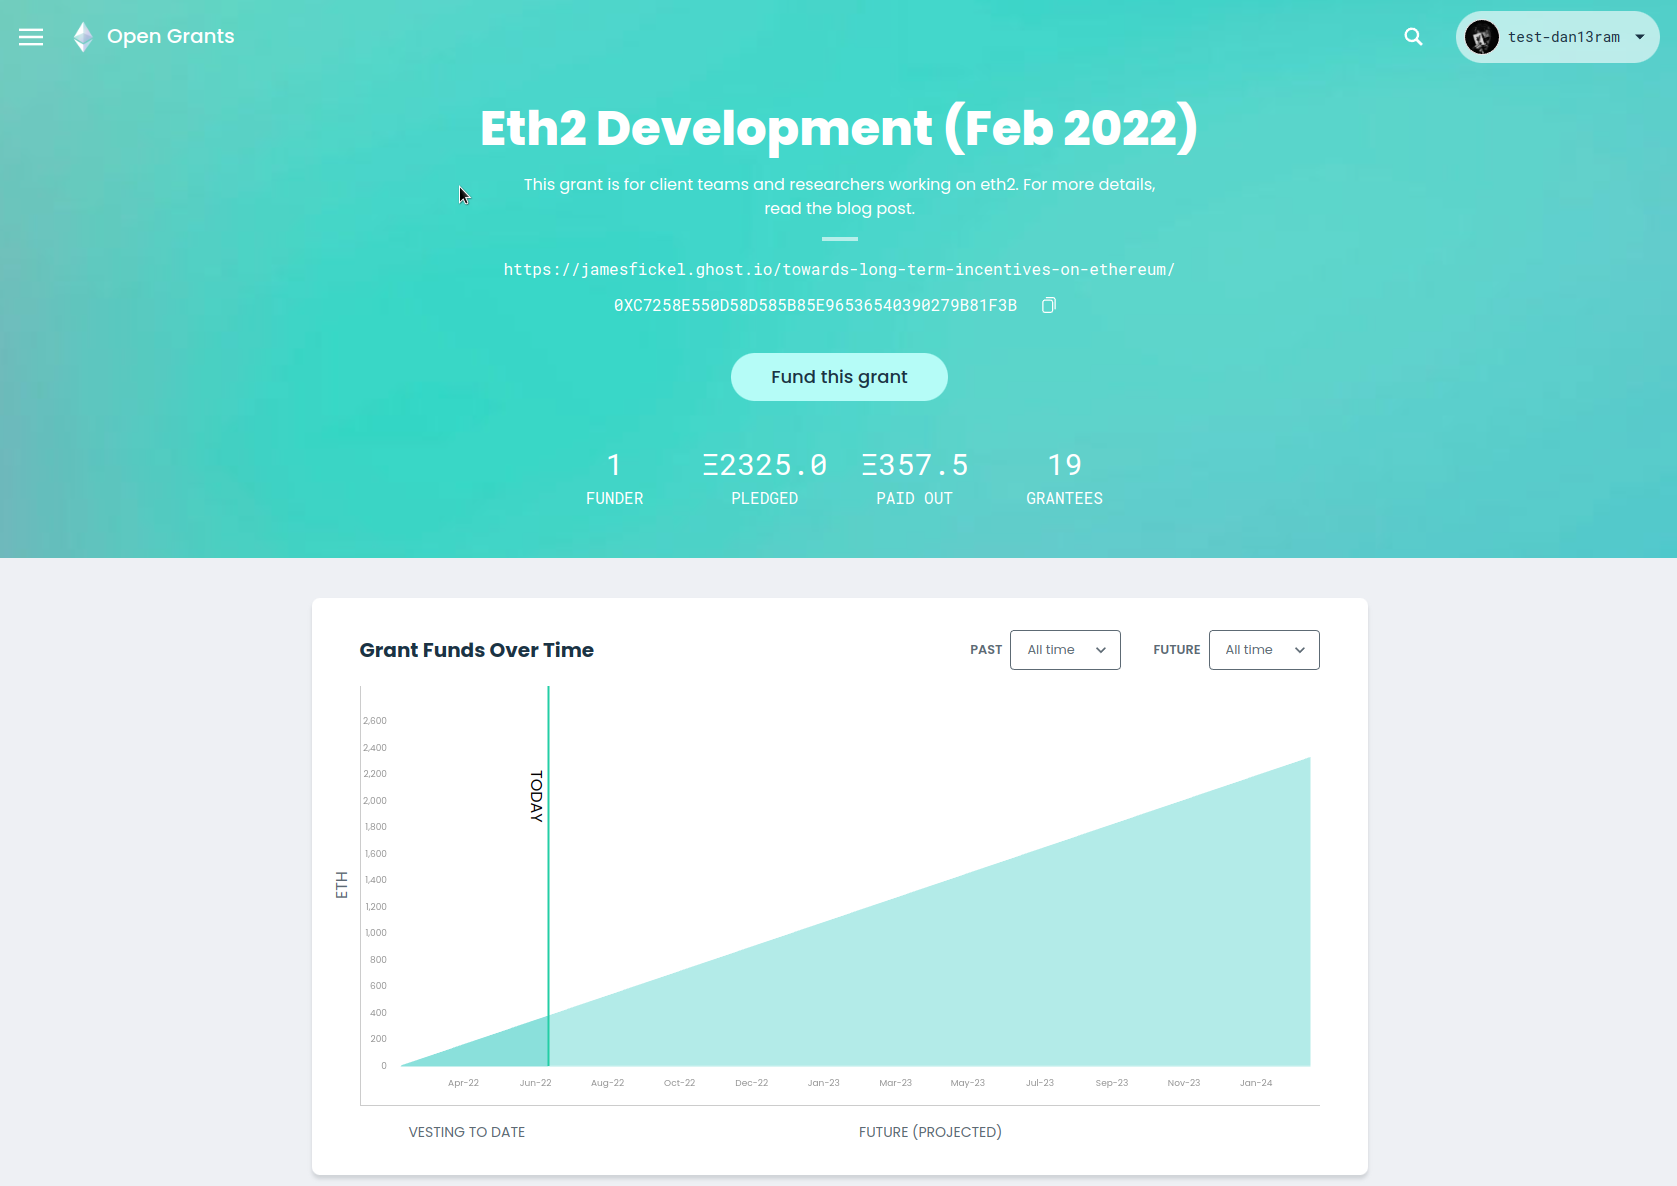 Open Grants
test-dan13ram
Eth2 Development (Feb 2022)
This grant is for client teams and researchers working on eth2. For more details,
read the blog post.
https://jamesfickel.ghost.io/towards-long-term-incentives-on-ethereum/
0XC7258E550D58D585B85E96536540390279B81F3B
Fund this grant
1 Ξ2325.0 Ξ357.5 19
FUNDER PLEDGED PAID OUT GRANTEES
Grant Funds Over Time PAST All time FUTURE All time
2,600
2,400
2,200
2,000
1,800
1,600
1,400
1,200
1,000
800
600
400
200
0
ETH
TODAY
Apr-22 Jun-22 Aug-22 Oct-22 Dec-22 Jan-23 Mar-23 May-23 Jul-23 Sep-23 Nov-23 Jan-24
VESTING TO DATE FUTURE (PROJECTED)